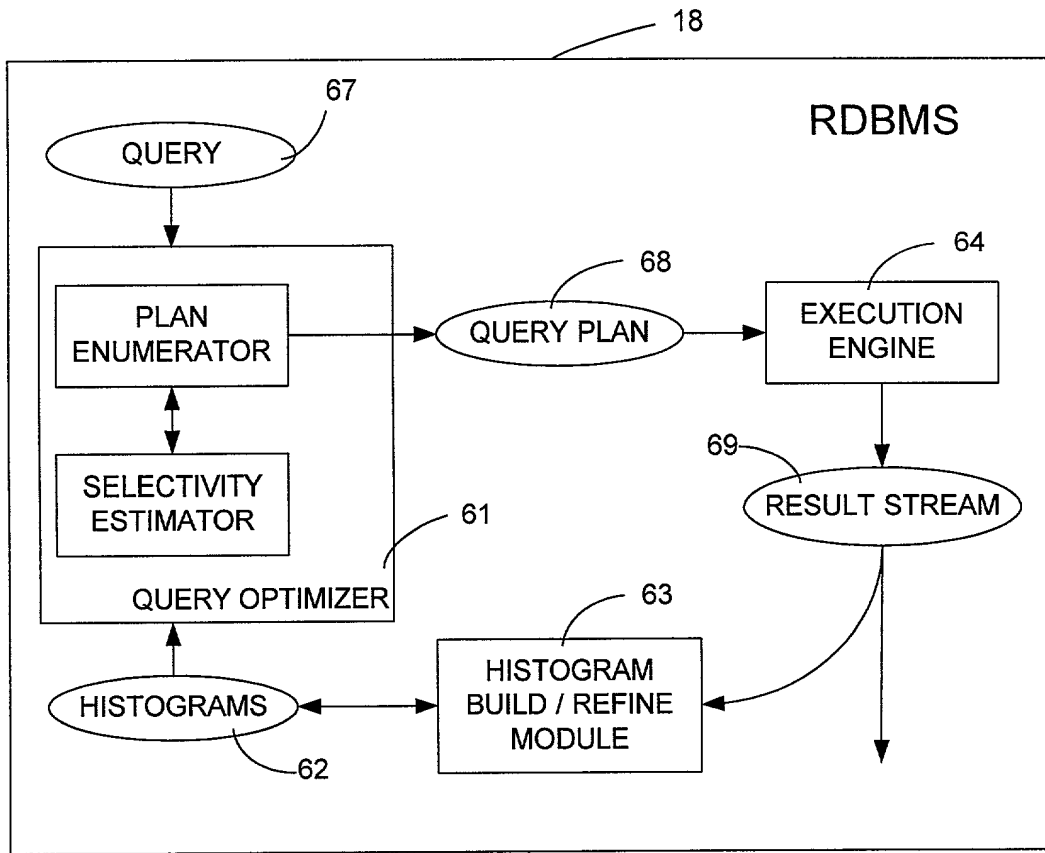 18
67
RDBMS
QUERY
64
68
PLAN
ENUMERATOR
QUERY PLAN
EXECUTION
ENGINE
69
SELECTIVITY
ESTIMATOR
RESULT STREAM
61
QUERY OPTIMIZER
63
HISTOGRAM
BUILD / REFINE
MODULE
HISTOGRAMS
62